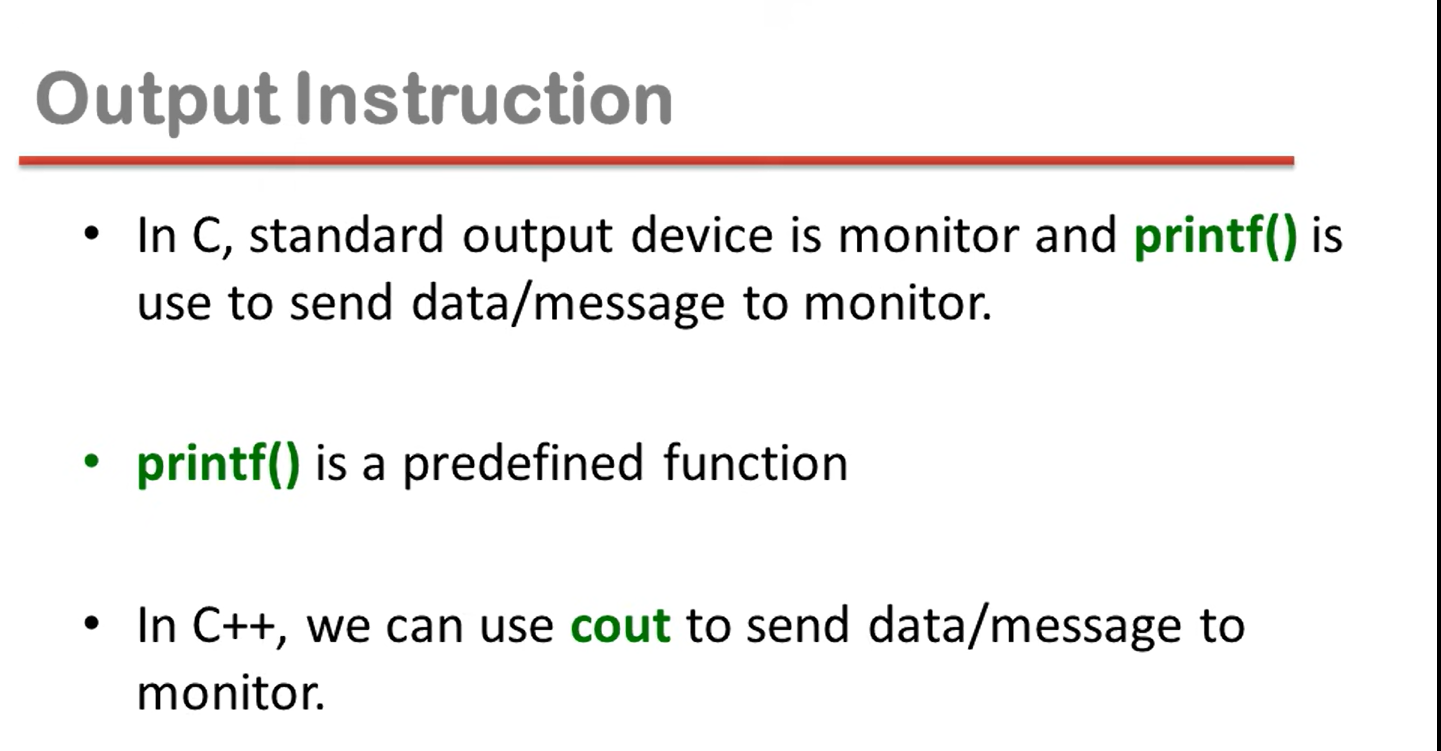 Output Instruction
• In C, standard output device is monitor and printf() is
use to send data/message to monitor.
• printf() is a predefined function
• In C++, we can use cout to send data/message to
monitor.